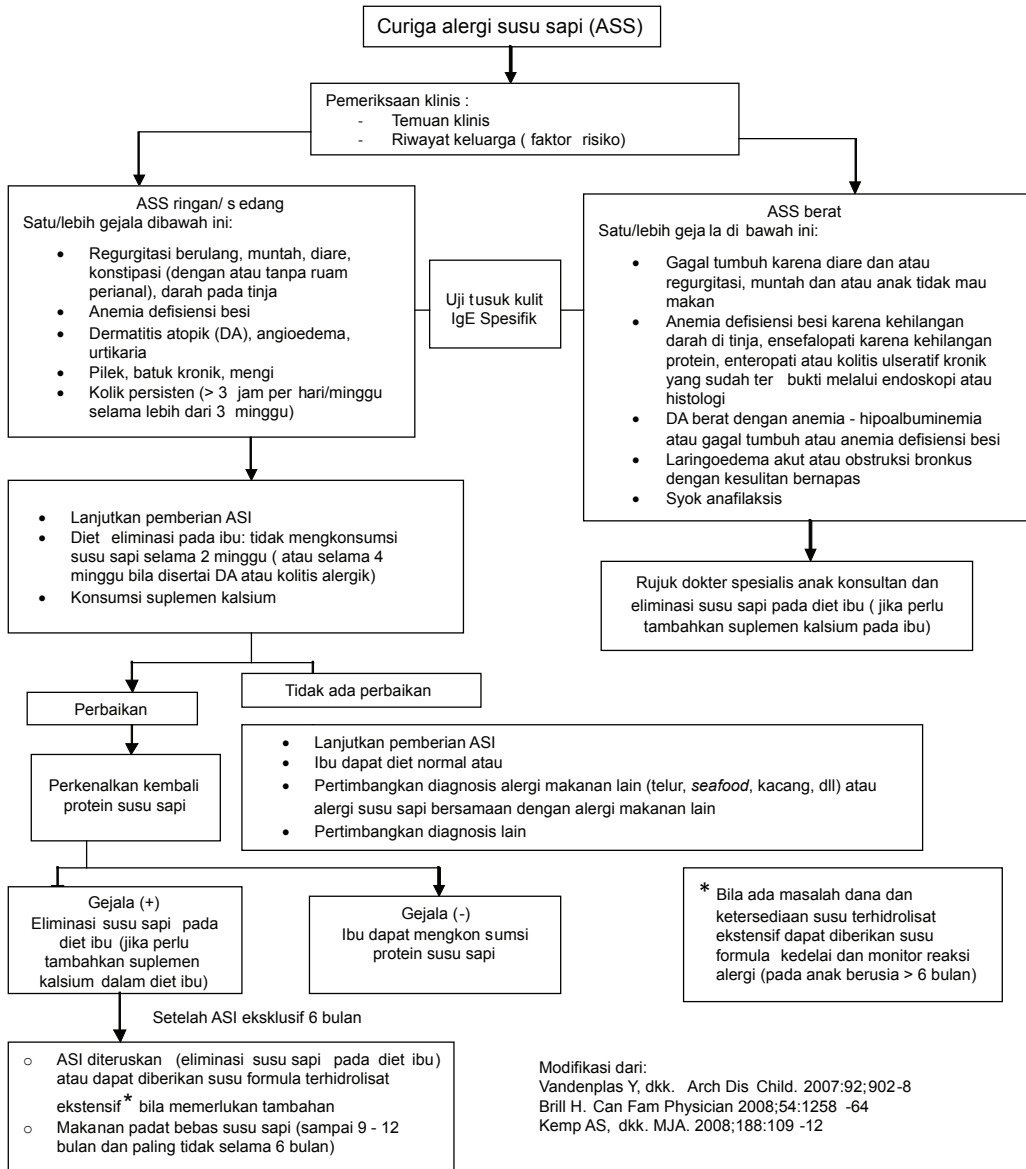 Curiga alergi susu sapi (ASS)
Pemeriksaan klinis :
- Temuan klinis
- Riwayat keluarga ( faktor risiko)
ASS ringan/ s edang
Satu/lebih gejala dibawah ini:
• Regurgitasi berulang, muntah, diare,
konstipasi (dengan atau tanpa ruam
perianal), darah pada tinja
• Anemia defisiensi besi
• Dermatitis atopik (DA), angioedema,
urtikaria
• Pilek, batuk kronik, mengi
• Kolik persisten (> 3 jam per hari/minggu
selama lebih dari 3 minggu)
Uji tusuk kulit
IgE Spesifik
ASS berat
Satu/lebih geja la di bawah ini:
• Gagal tumbuh karena diare dan atau
regurgitasi, muntah dan atau anak tidak mau
makan
• Anemia defisiensi besi karena kehilangan
darah di tinja, ensefalopati karena kehilangan
protein, enteropati atau kolitis ulseratif kronik
yang sudah ter bukti melalui endoskopi atau
histologi
• DA berat dengan anemia - hipoalbuminemia
atau gagal tumbuh atau anemia defisiensi besi
• Laringoedema akut atau obstruksi bronkus
dengan kesulitan bernapas
• Syok anafilaksis
• Lanjutkan pemberian ASI
• Diet eliminasi pada ibu: tidak mengkonsumsi
susu sapi selama 2 minggu ( atau selama 4
minggu bila disertai DA atau kolitis alergik)
• Konsumsi suplemen kalsium
Rujuk dokter spesialis anak konsultan dan
eliminasi susu sapi pada diet ibu ( jika perlu
tambahkan suplemen kalsium pada ibu)
Perbaikan
Tidak ada perbaikan
Perkenalkan kembali
protein susu sapi
• Lanjutkan pemberian ASI
• Ibu dapat diet normal atau
• Pertimbangkan diagnosis alergi makanan lain (telur, seafood, kacang, dll) atau
alergi susu sapi bersamaan dengan alergi makanan lain
• Pertimbangkan diagnosis lain
Gejala (+)
Eliminasi susu sapi pada
diet ibu (jika perlu
tambahkan suplemen
kalsium dalam diet ibu)
Gejala (-)
Ibu dapat mengkon sumsi
protein susu sapi
* Bila ada masalah dana dan
ketersediaan susu terhidrolisat
ekstensif dapat diberikan susu
formula kedelai dan monitor reaksi
alergi (pada anak berusia > 6 bulan)
Setelah ASI eksklusif 6 bulan
o ASI diteruskan (eliminasi susu sapi pada diet ibu)
atau dapat diberikan susu formula terhidrolisat
ekstensif * bila memerlukan tambahan
o Makanan padat bebas susu sapi (sampai 9 - 12
bulan dan paling tidak selama 6 bulan)
Modifikasi dari:
Vandenplas Y, dkk. Arch Dis Child. 2007:92;902-8
Brill H. Can Fam Physician 2008;54:1258 -64
Kemp AS, dkk. MJA. 2008;188:109 -12